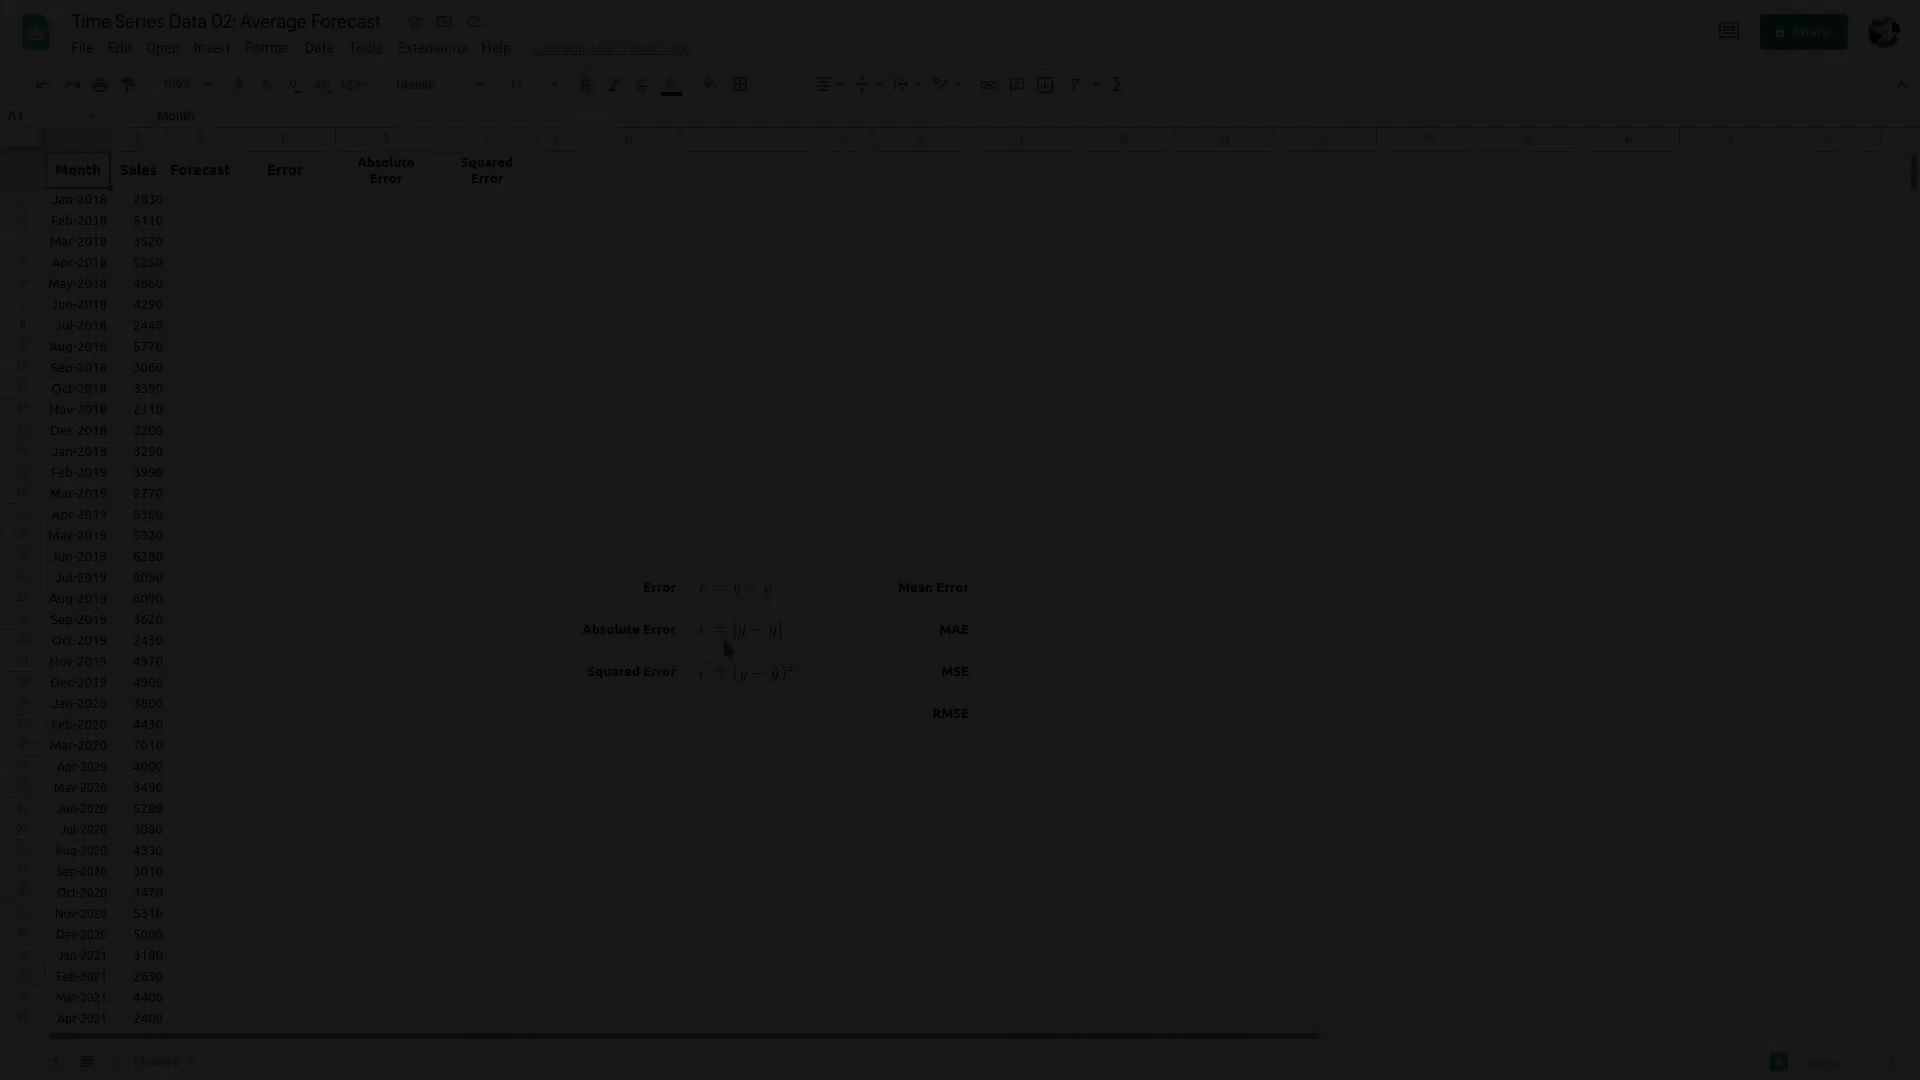 Time Series Data 02: Average Forecast
File Edit Open Insert Format Data Tools Extensions Help
100% 123 11
A1 Month
Month Sales Forecast Error Absolute Error Squared Error
Jan-2018 2830
Feb-2018 5110
Mar-2018 3520
Apr-2018 5250
May-2018 4860
Jun-2018 4290
Jul-2018 2440
Aug-2018 5770
Sep-2018 3060
Oct-2018 3390
Nov-2018 2110
Dec-2018 3200
Jan-2019 3290
Feb-2019 3990
Mar-2019 2770
Apr-2019 5360
May-2019 5920
Jun-2019 6280
Jul-2019
Error Mean Error
Aug-2019 6090
Sep-2019 3620
Absolute Error MAE
Oct-2019
Nov-2019 4970
Squared Error MSE
Dec-2019 4900
Jan-2020 3800
RMSE
Feb-2020 4430
Mar-2020 7010
Apr-2020 4000
May-2020 3490
Jun-2020 5280
Jul-2020 3080
Aug-2020 4330
Sep-2020 3010
Oct-2020 3470
Nov-2020 5310
Dec-2020 5080
Jan-2021 3180
Feb-2021 2650
Mar-2021 4400
Apr-2021 2400